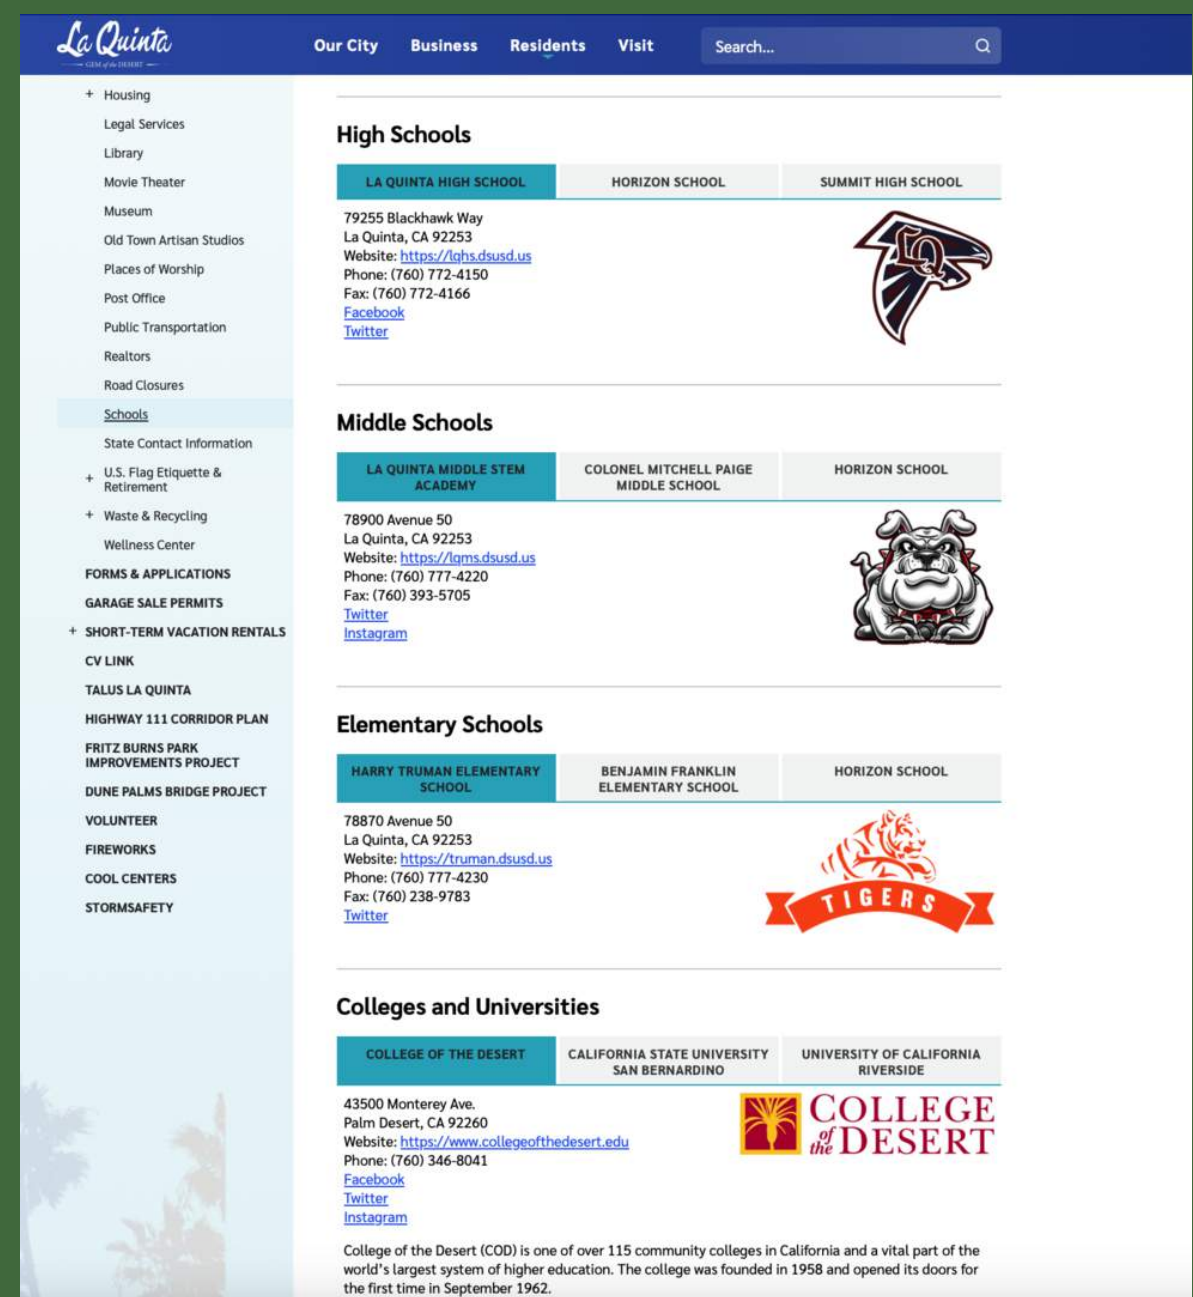 La Quinta
GEM of the DESERT
Our City Business Residents Visit Search...
+ Housing
Legal Services
Library
Movie Theater
Museum
Old Town Artisan Studios
Places of Worship
Post Office
Public Transportation
Realtors
Road Closures
Schools
State Contact Information
+ U.S. Flag Etiquette &
Retirement
+ Waste & Recycling
Wellness Center
FORMS & APPLICATIONS
GARAGE SALE PERMITS
+ SHORT-TERM VACATION RENTALS
CV LINK
TALUS LA QUINTA
HIGHWAY 111 CORRIDOR PLAN
FRITZ BURNS PARK
IMPROVEMENTS PROJECT
DUNE PALMS BRIDGE PROJECT
VOLUNTEER
FIREWORKS
COOL CENTERS
STORMSAFETY
High Schools
LA QUINTA HIGH SCHOOL HORIZON SCHOOL SUMMIT HIGH SCHOOL
79255 Blackhawk Way
La Quinta, CA 92253
Website: https://lqhs.dsusd.us
Phone: (760) 772-4150
Fax: (760) 772-4166
Facebook
Twitter
LQ
Middle Schools
LA QUINTA MIDDLE STEM
ACADEMY
COLONEL MITCHELL PAIGE
MIDDLE SCHOOL
HORIZON SCHOOL
78900 Avenue 50
La Quinta, CA 92253
Website: https://lqms.dsusd.us
Phone: (760) 777-4220
Fax: (760) 393-5705
Twitter
Instagram
Elementary Schools
HARRY TRUMAN ELEMENTARY
SCHOOL
BENJAMIN FRANKLIN
ELEMENTARY SCHOOL
HORIZON SCHOOL
78870 Avenue 50
La Quinta, CA 92253
Website: https://truman.dsusd.us
Phone: (760) 777-4230
Fax: (760) 238-9783
Twitter
TIGERS
Colleges and Universities
COLLEGE OF THE DESERT
CALIFORNIA STATE UNIVERSITY
SAN BERNARDINO
UNIVERSITY OF CALIFORNIA
RIVERSIDE
43500 Monterey Ave.
Palm Desert, CA 92260
Website: https://www.collegeofthedesert.edu
Phone: (760) 346-8041
Facebook
Twitter
Instagram
COLLEGE
of the DESERT
College of the Desert (COD) is one of over 115 community colleges in California and a vital part of the
world's largest system of higher education. The college was founded in 1958 and opened its doors for
the first time in September 1962.